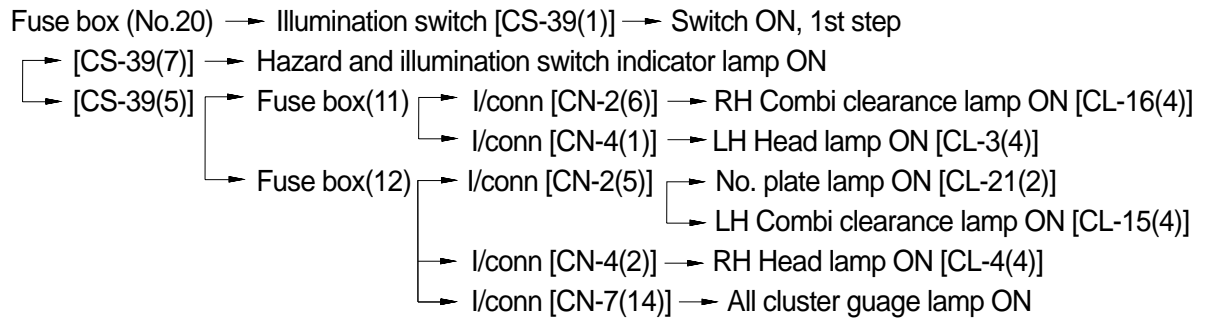 Fuse box (No.20) → Illumination switch [CS-39(1)] → Switch ON, 1st step
[CS-39(7)] → Hazard and illumination switch indicator lamp ON
[CS-39(5)] → Fuse box(11) → I/conn [CN-2(6)] → RH Combi clearance lamp ON [CL-16(4)]
→ I/conn [CN-4(1)] → LH Head lamp ON [CL-3(4)]
→ Fuse box(12) → I/conn [CN-2(5)] → No. plate lamp ON [CL-21(2)]
→ LH Combi clearance lamp ON [CL-15(4)]
→ I/conn [CN-4(2)] → RH Head lamp ON [CL-4(4)]
→ I/conn [CN-7(14)] → All cluster guage lamp ON